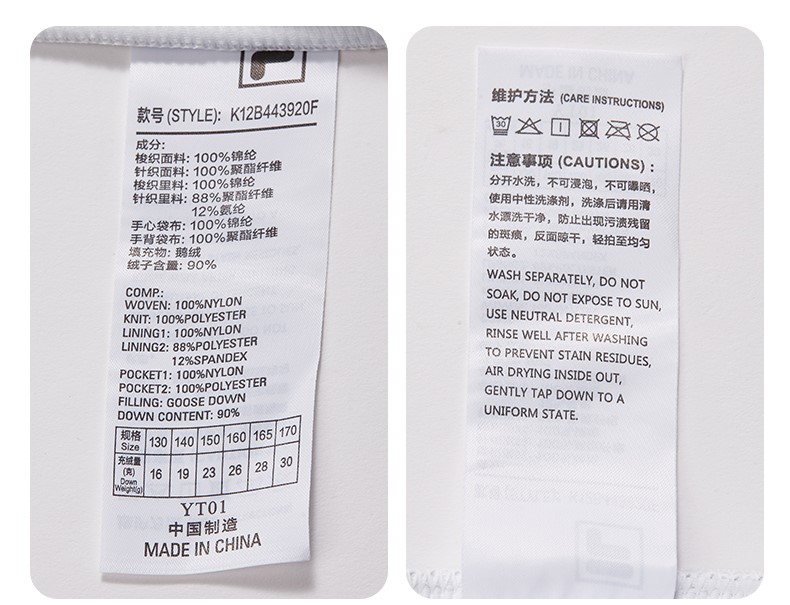 款号(STYLE): K12B443920F
成分:
梭织面料: 100%锦纶
针织面料: 100%聚酯纤维
梭织里料: 100%锦纶
针织里料: 88%聚酯纤维
12%氨纶
手心袋布: 100%锦纶
手背袋布: 100%聚酯纤维
填充物: 鹅绒
绒子含量: 90%
COMP.:
WOVEN: 100%NYLON
KNIT: 100%POLYESTER
LINING1: 100%NYLON
LINING2: 88%POLYESTER
12%SPANDEX
POCKET1: 100%NYLON
POCKET2: 100%POLYESTER
FILLING: GOOSE DOWN
DOWN CONTENT: 90%
规格 Size 130 140 150 160 165 170
充绒量(克) Down Weight(g) 16 19 23 26 28 30
YT01
中国制造
MADE IN CHINA
维护方法 (CARE INSTRUCTIONS)
30
注意事项 (CAUTIONS) :
分开水洗，不可浸泡，不可曝晒，
使用中性洗涤剂，洗涤后请用清
水漂洗干净，防止出现污渍残留
的斑痕，反面晾干，轻拍至均匀
状态。
WASH SEPARATELY, DO NOT
SOAK, DO NOT EXPOSE TO SUN,
USE NEUTRAL DETERGENT,
RINSE WELL AFTER WASHING
TO PREVENT STAIN RESIDUES,
AIR DRYING INSIDE OUT,
GENTLY TAP DOWN TO A
UNIFORM STATE.